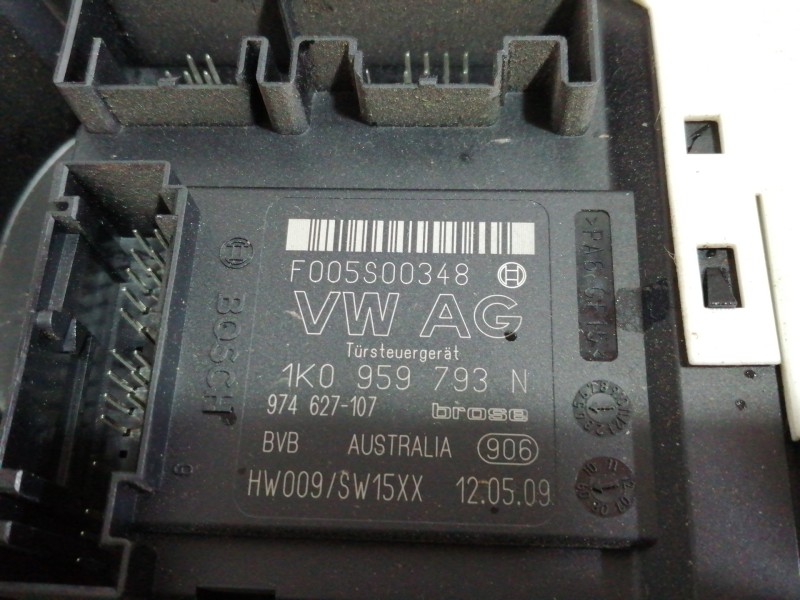 F005S00348
VW AG
Türsteuergerät
1K0 959 793 N
974 627-107 brose
BVB AUSTRALIA 906
HW009/SW15XX 12.05.09
BOSCH
9